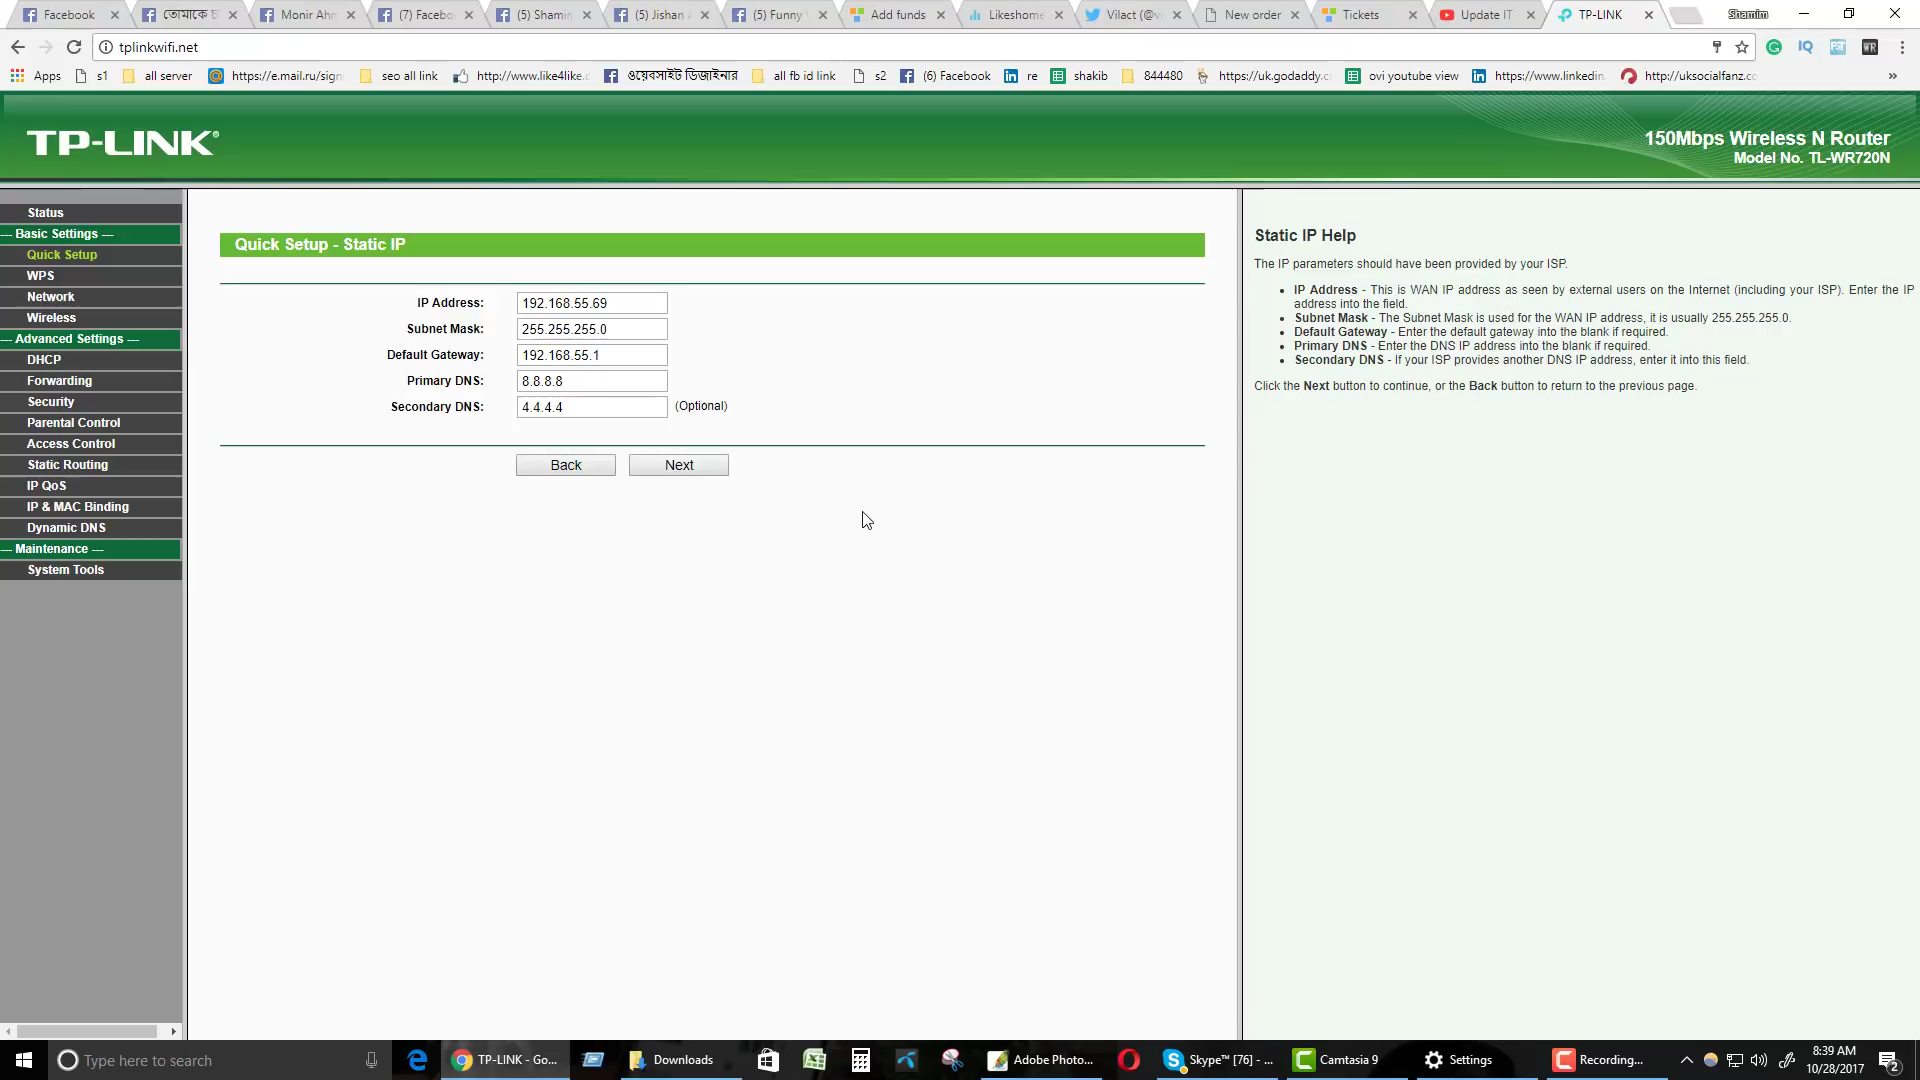 Facebook
তোমাকে চ
Monir Ahm
(7) Facebo
(5) Shamin
(5) Jishan A
(5) Funny
Add funds
Likeshome
Vilact (@v
New order
Tickets
Update IT
TP-LINK
Shamim
tplinkwifi.net
Apps
s1
all server
https://e.mail.ru/sign
seo all link
http://www.like4like.
ওয়েবসাইট ডিজাইনার
all fb id link
s2
(6) Facebook
re
shakib
844480
https://uk.godaddy.c
ovi youtube view
https://www.linkedin.
http://uksocialfanz.co
»
TP-LINK®
150Mbps Wireless N Router
Model No. TL-WR720N
Status
--- Basic Settings ---
Quick Setup
WPS
Network
Wireless
--- Advanced Settings ---
DHCP
Forwarding
Security
Parental Control
Access Control
Static Routing
IP QoS
IP & MAC Binding
Dynamic DNS
--- Maintenance ---
System Tools
Quick Setup - Static IP
IP Address: 192.168.55.69
Subnet Mask: 255.255.255.0
Default Gateway: 192.168.55.1
Primary DNS: 8.8.8.8
Secondary DNS: 4.4.4.4 (Optional)
Back Next
Static IP Help
The IP parameters should have been provided by your ISP.
• IP Address - This is WAN IP address as seen by external users on the Internet (including your ISP). Enter the IP
address into the field.
• Subnet Mask - The Subnet Mask is used for the WAN IP address, it is usually 255.255.255.0.
• Default Gateway - Enter the default gateway into the blank if required.
• Primary DNS - Enter the DNS IP address into the blank if required.
• Secondary DNS - If your ISP provides another DNS IP address, enter it into this field.
Click the Next button to continue, or the Back button to return to the previous page.
Type here to search
TP-LINK - Go...
Downloads
Adobe Photo...
Skype™ [76] - ...
Camtasia 9
Settings
Recording...
8:39 AM
10/28/2017
2